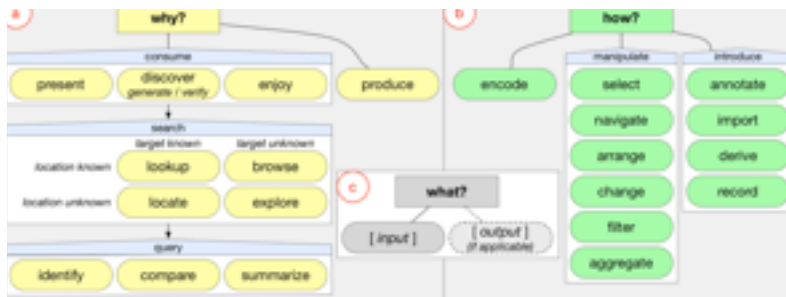 a
why?
consume
present
discover
generate / verify
enjoy
produce
search
target known
target unknown
location known
lookup
browse
location unknown
locate
explore
query
identify
compare
summarize
b
how?
encode
manipulate
select
navigate
arrange
change
filter
aggregate
introduce
annotate
import
derive
record
c
what?
[ input ]
[ output ]
(if applicable)